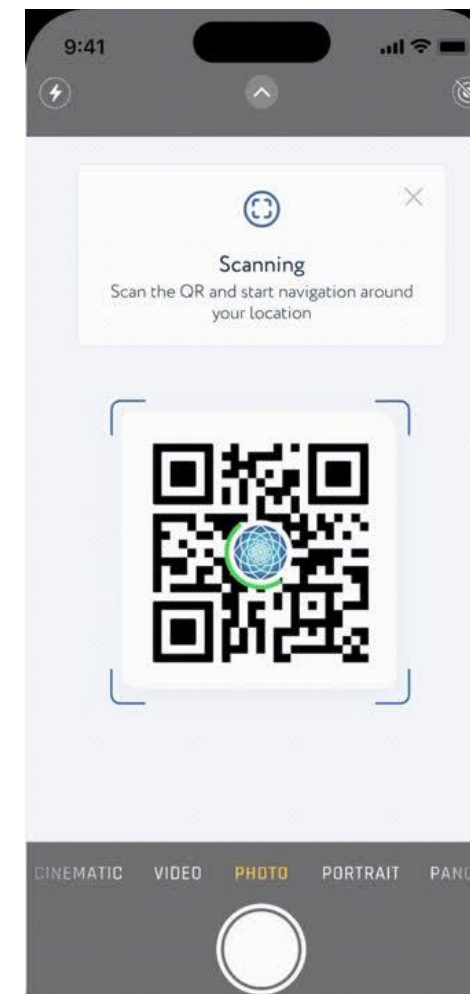 9:41
Scanning
Scan the QR and start navigation around
your location
CINEMATIC VIDEO PHOTO PORTRAIT PANO